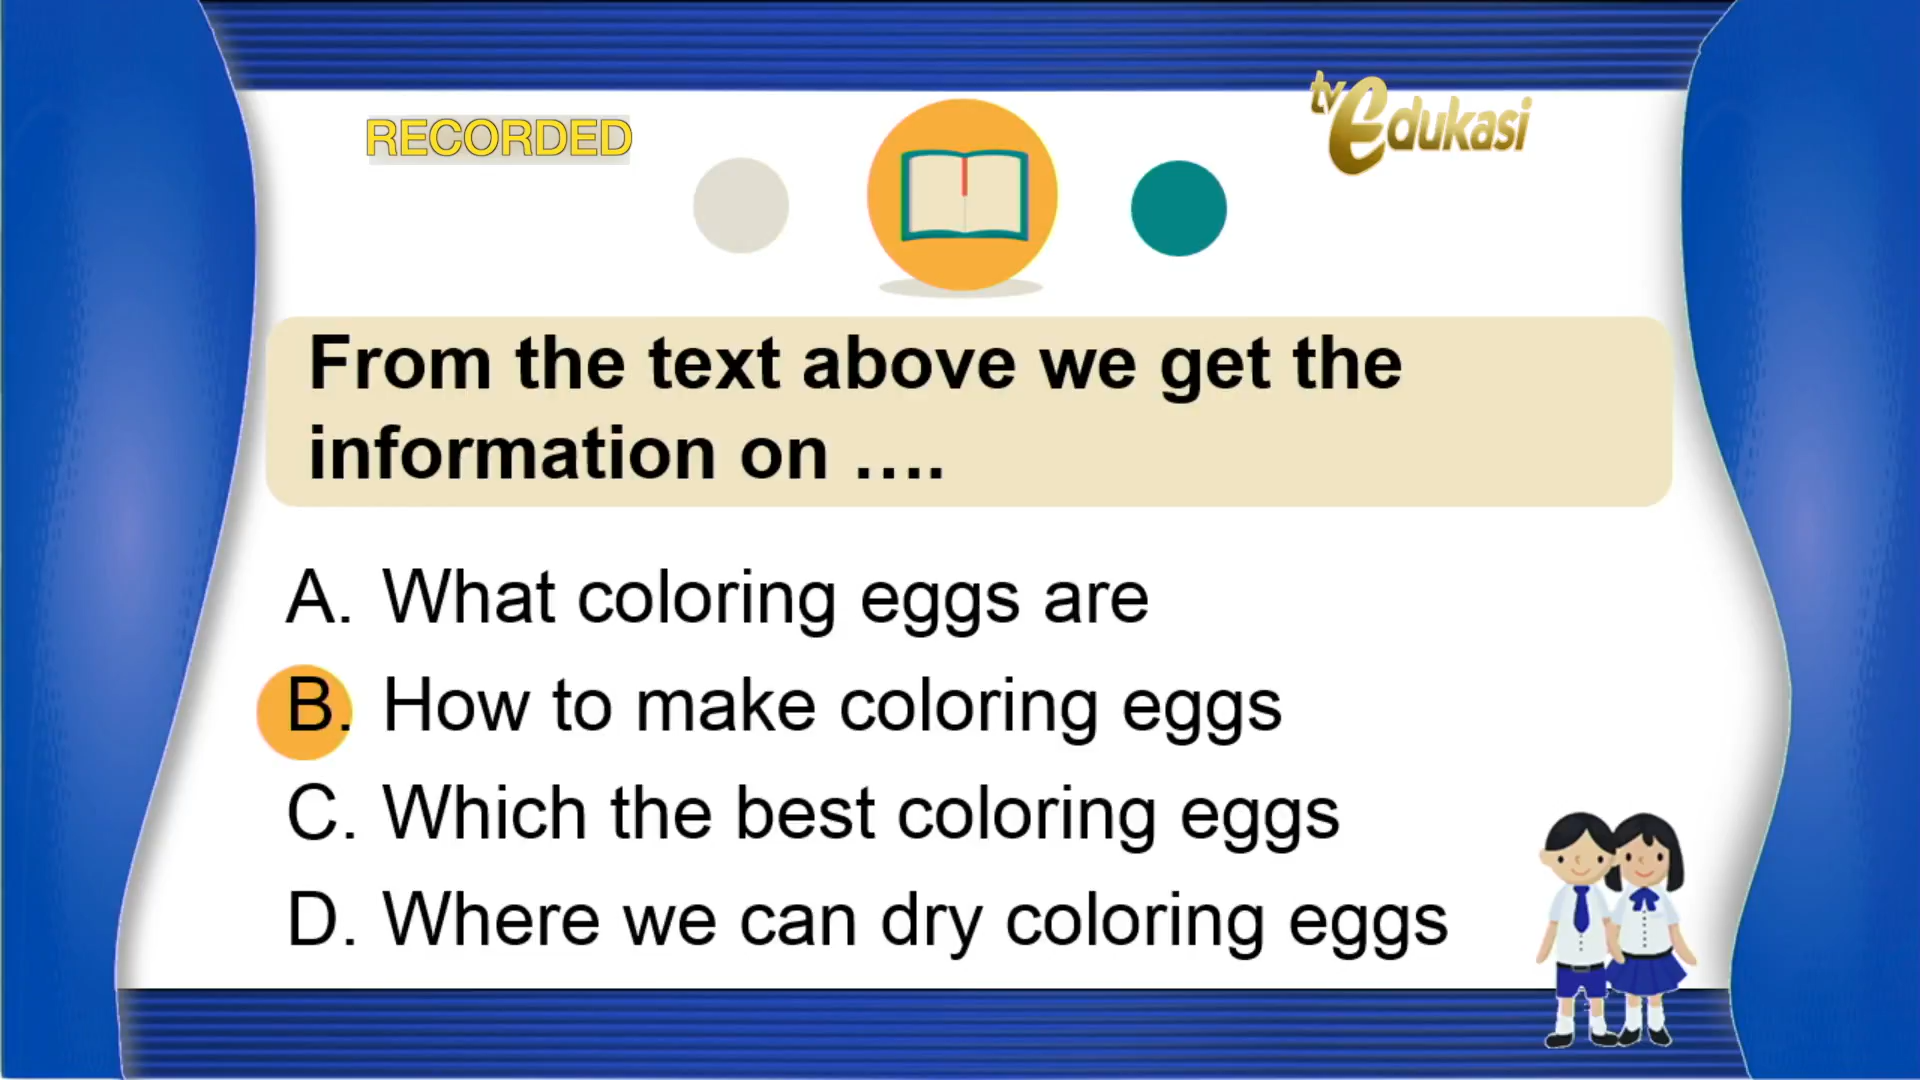 RECORDED
tv Edukasi
From the text above we get the
information on ….
A. What coloring eggs are
B. How to make coloring eggs
C. Which the best coloring eggs
D. Where we can dry coloring eggs